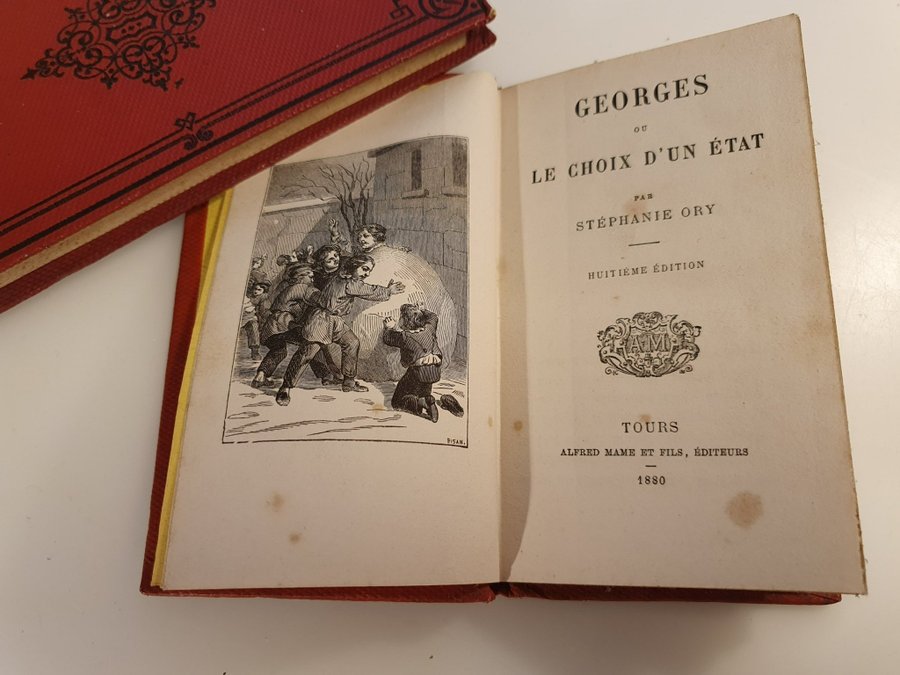 PISAN.
GEORGES
OU
LE CHOIX D'UN ÉTAT
PAR
STÉPHANIE ORY
HUITIÈME ÉDITION
AM
TOURS
ALFRED MAME ET FILS, ÉDITEURS
1880